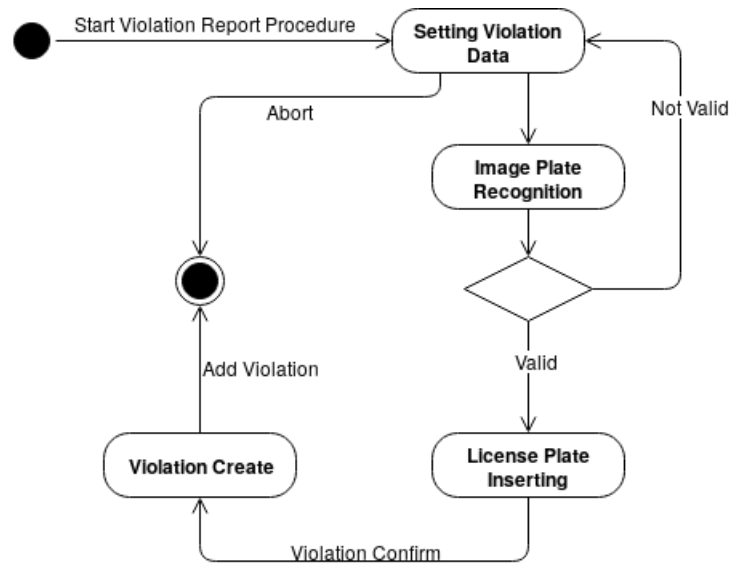 Start Violation Report Procedure
Setting Violation
Data
Abort
Not Valid
Image Plate
Recognition
Valid
Add Violation
Violation Create
License Plate
Inserting
Violation Confirm